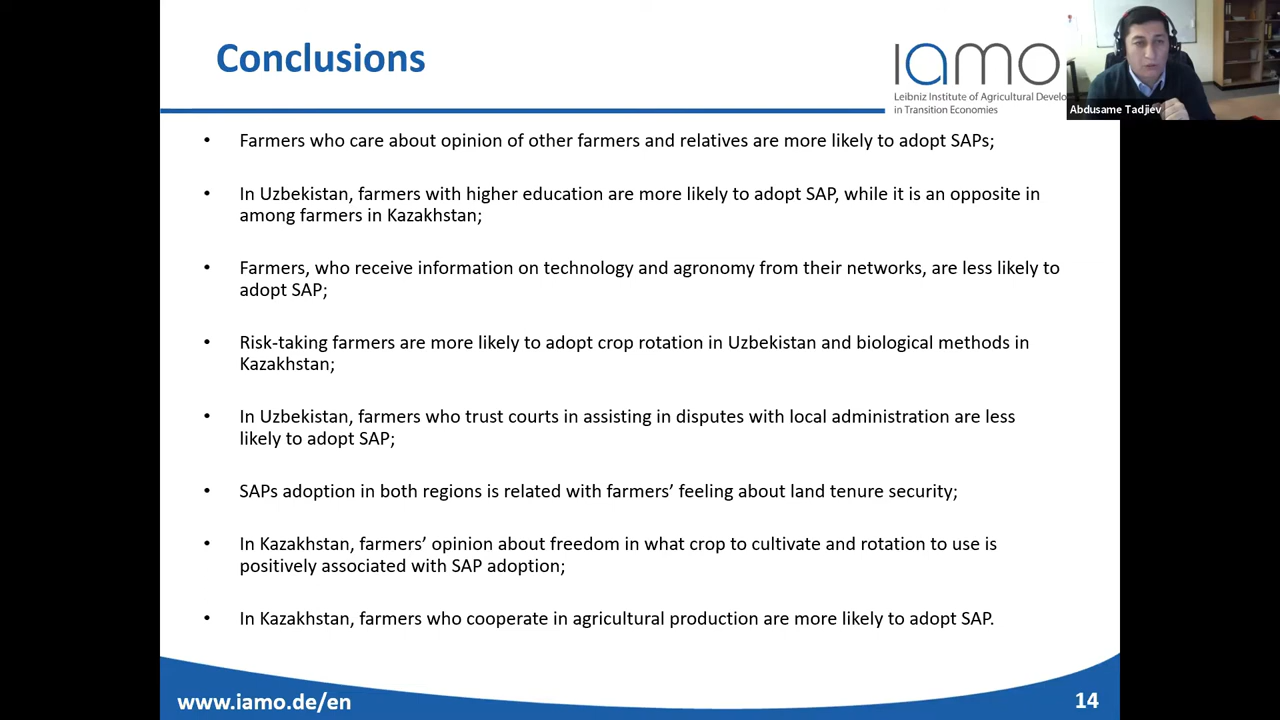 Conclusions
iamo
Leibniz Institute of Agricultural Develo
in Transition Economies
Abdusame Tadjiev
• Farmers who care about opinion of other farmers and relatives are more likely to adopt SAPs;
• In Uzbekistan, farmers with higher education are more likely to adopt SAP, while it is an opposite in
among farmers in Kazakhstan;
• Farmers, who receive information on technology and agronomy from their networks, are less likely to
adopt SAP;
• Risk-taking farmers are more likely to adopt crop rotation in Uzbekistan and biological methods in
Kazakhstan;
• In Uzbekistan, farmers who trust courts in assisting in disputes with local administration are less
likely to adopt SAP;
• SAPs adoption in both regions is related with farmers’ feeling about land tenure security;
• In Kazakhstan, farmers’ opinion about freedom in what crop to cultivate and rotation to use is
positively associated with SAP adoption;
• In Kazakhstan, farmers who cooperate in agricultural production are more likely to adopt SAP.
www.iamo.de/en
14